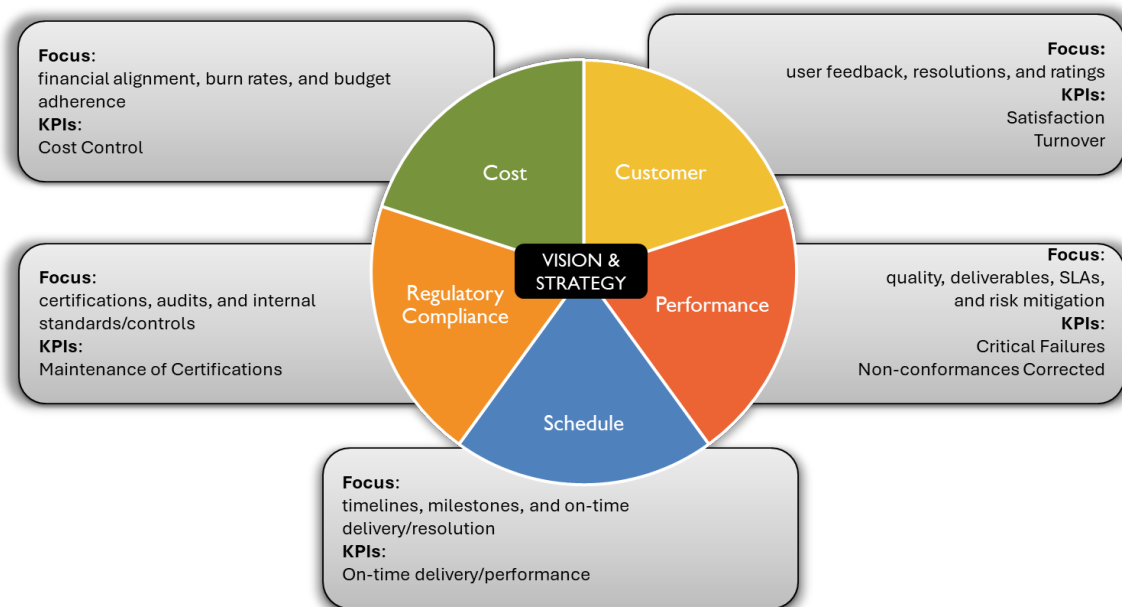 Focus:
financial alignment, burn rates, and budget
adherence
KPIs:
Cost Control
Focus:
user feedback, resolutions, and ratings
KPIs:
Satisfaction
Turnover
Cost
Customer
VISION &
STRATEGY
Regulatory
Compliance
Performance
Schedule
Focus:
certifications, audits, and internal
standards/controls
KPIs:
Maintenance of Certifications
Focus:
quality, deliverables, SLAs,
and risk mitigation
KPIs:
Critical Failures
Non-conformances Corrected
Focus:
timelines, milestones, and on-time
delivery/resolution
KPIs:
On-time delivery/performance